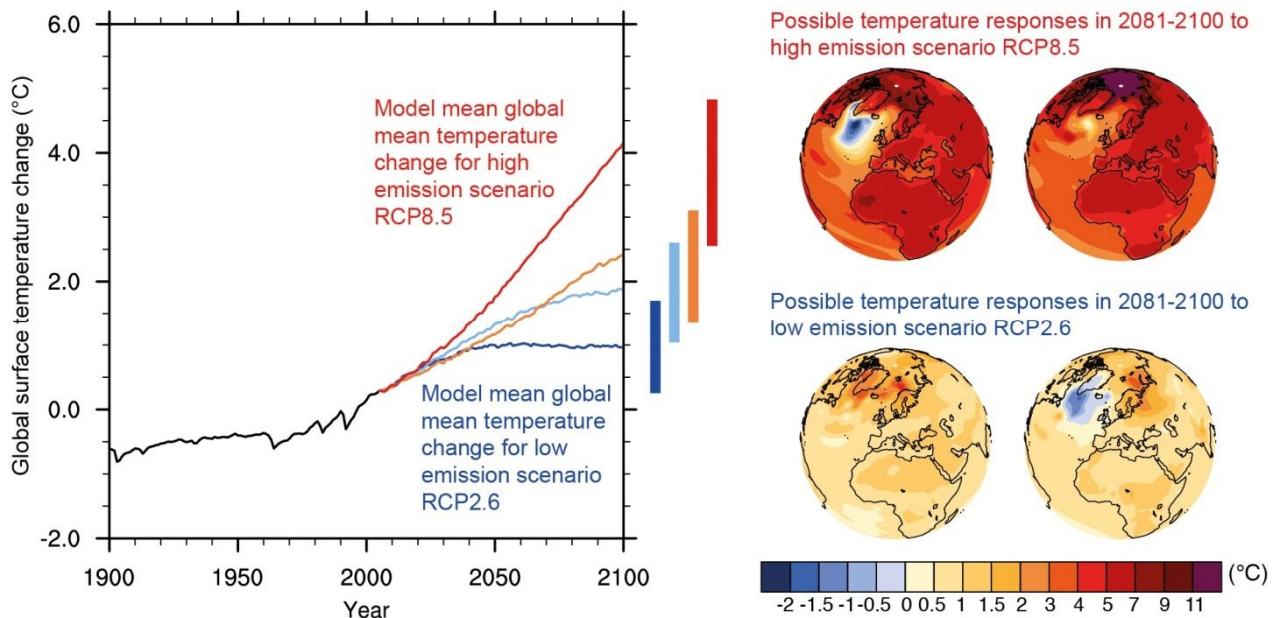 Global surface temperature change (°C)
6.0
4.0
2.0
0.0
-2.0
1900
1950
2000
2050
2100
Year
Model mean global
mean temperature
change for high
emission scenario
RCP8.5
Model mean global
mean temperature
change for low
emission scenario
RCP2.6
Possible temperature responses in 2081-2100 to
high emission scenario RCP8.5
Possible temperature responses in 2081-2100 to
low emission scenario RCP2.6
-2 -1.5 -1 -0.5 0 0.5 1 1.5 2 3 4 5 7 9 11 (°C)